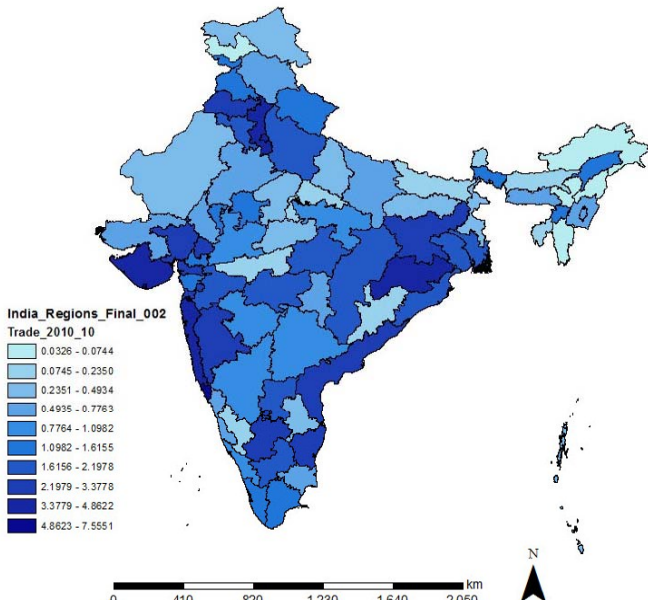 India_Regions_Final_002
Trade_2010_10
0.0326 - 0.0744
0.0745 - 0.2350
0.2351 - 0.4934
0.4935 - 0.7763
0.7764 - 1.0982
1.0982 - 1.6155
1.6156 - 2.1978
2.1979 - 3.3778
3.3779 - 4.8622
4.8623 - 7.5551
N
km
0 410 820 1,230 1,640 2,050